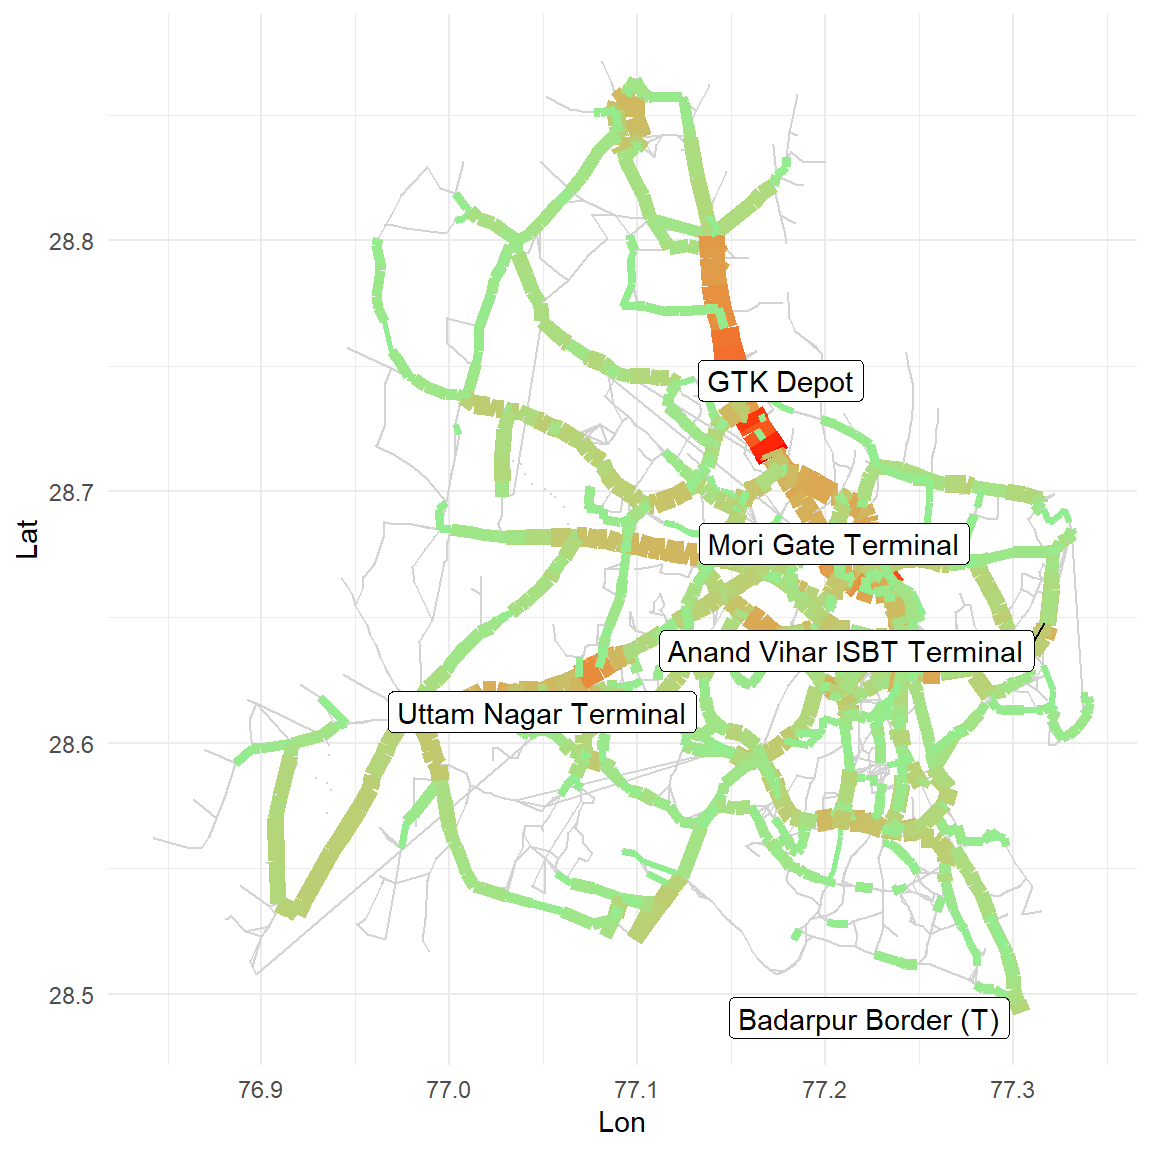 28.8
GTK Depot
28.7
Mori Gate Terminal
Lat
Anand Vihar ISBT Terminal
Uttam Nagar Terminal
28.6
28.5
Badarpur Border (T)
76.9
77.0
77.1
77.2
77.3
Lon